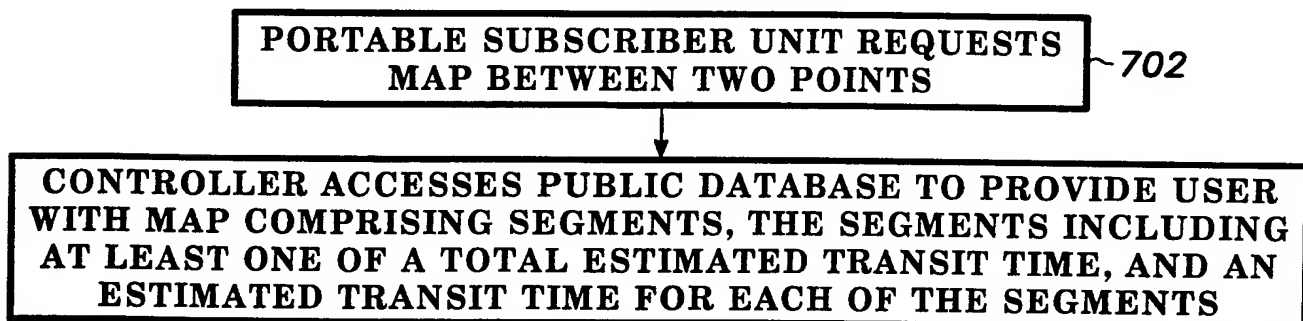 PORTABLE SUBSCRIBER UNIT REQUESTS
MAP BETWEEN TWO POINTS
702
CONTROLLER ACCESSES PUBLIC DATABASE TO PROVIDE USER
WITH MAP COMPRISING SEGMENTS, THE SEGMENTS INCLUDING
AT LEAST ONE OF A TOTAL ESTIMATED TRANSIT TIME, AND AN
ESTIMATED TRANSIT TIME FOR EACH OF THE SEGMENTS